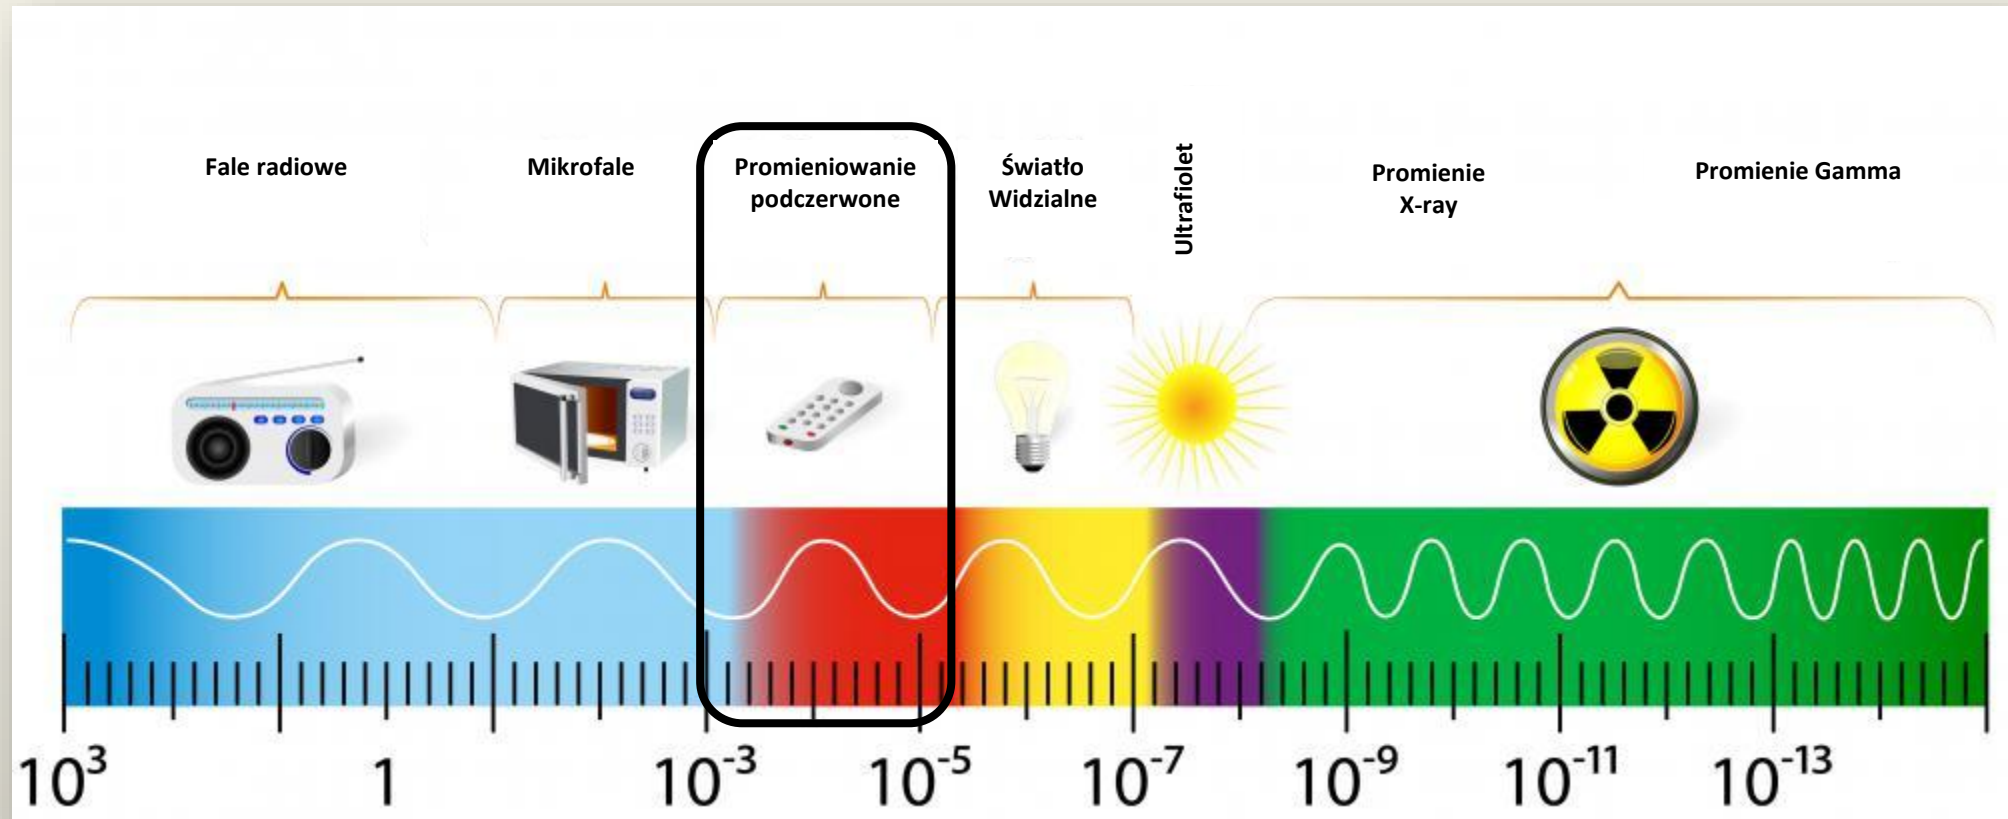 Fale radiowe
Mikrofale
Promieniowanie
podczerwone
Światło
Widzialne
Ultrafiolet
Promienie
X-ray
Promienie Gamma
10³ 1 10⁻³ 10⁻⁵ 10⁻⁷ 10⁻⁹ 10⁻¹¹ 10⁻¹³